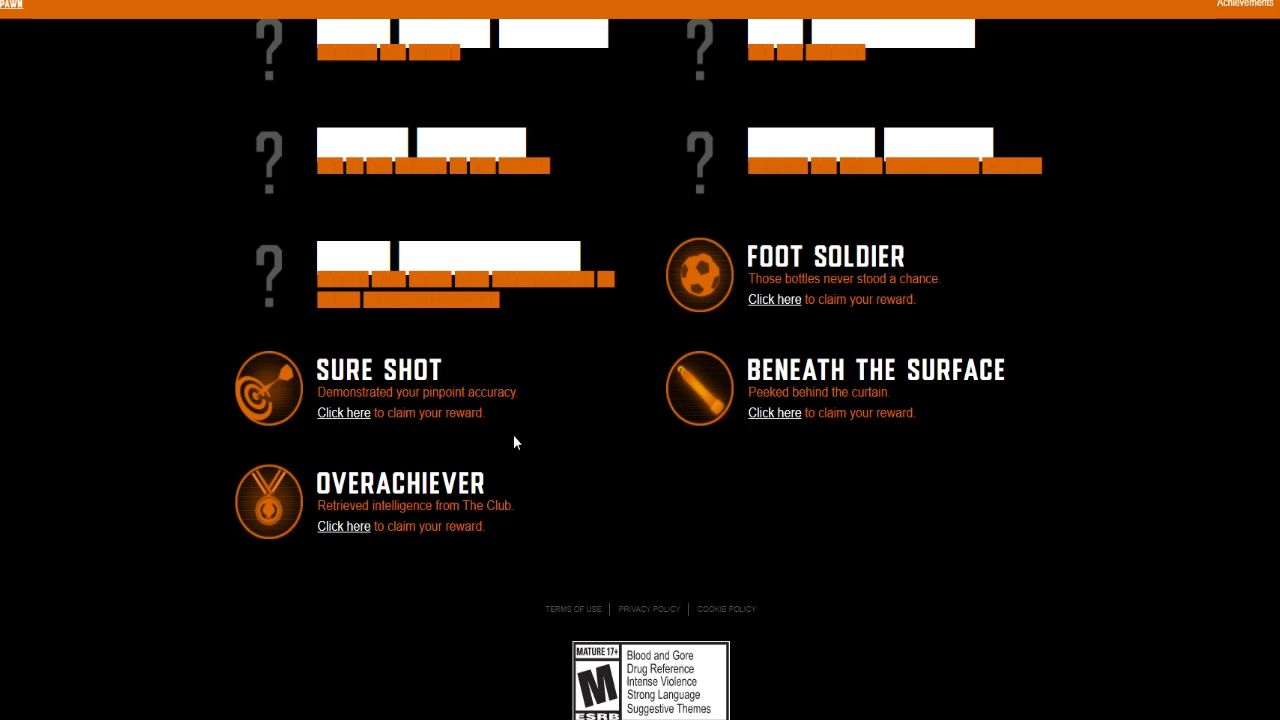 PAWN
Achievements
FOOT SOLDIER
Those bottles never stood a chance.
Click here to claim your reward.
SURE SHOT
Demonstrated your pinpoint accuracy.
Click here to claim your reward.
BENEATH THE SURFACE
Peeked behind the curtain.
Click here to claim your reward.
OVERACHIEVER
Retrieved intelligence from The Club.
Click here to claim your reward.
TERMS OF USE | PRIVACY POLICY | COOKIE POLICY
MATURE 17+
M
ESRB
Blood and Gore
Drug Reference
Intense Violence
Strong Language
Suggestive Themes